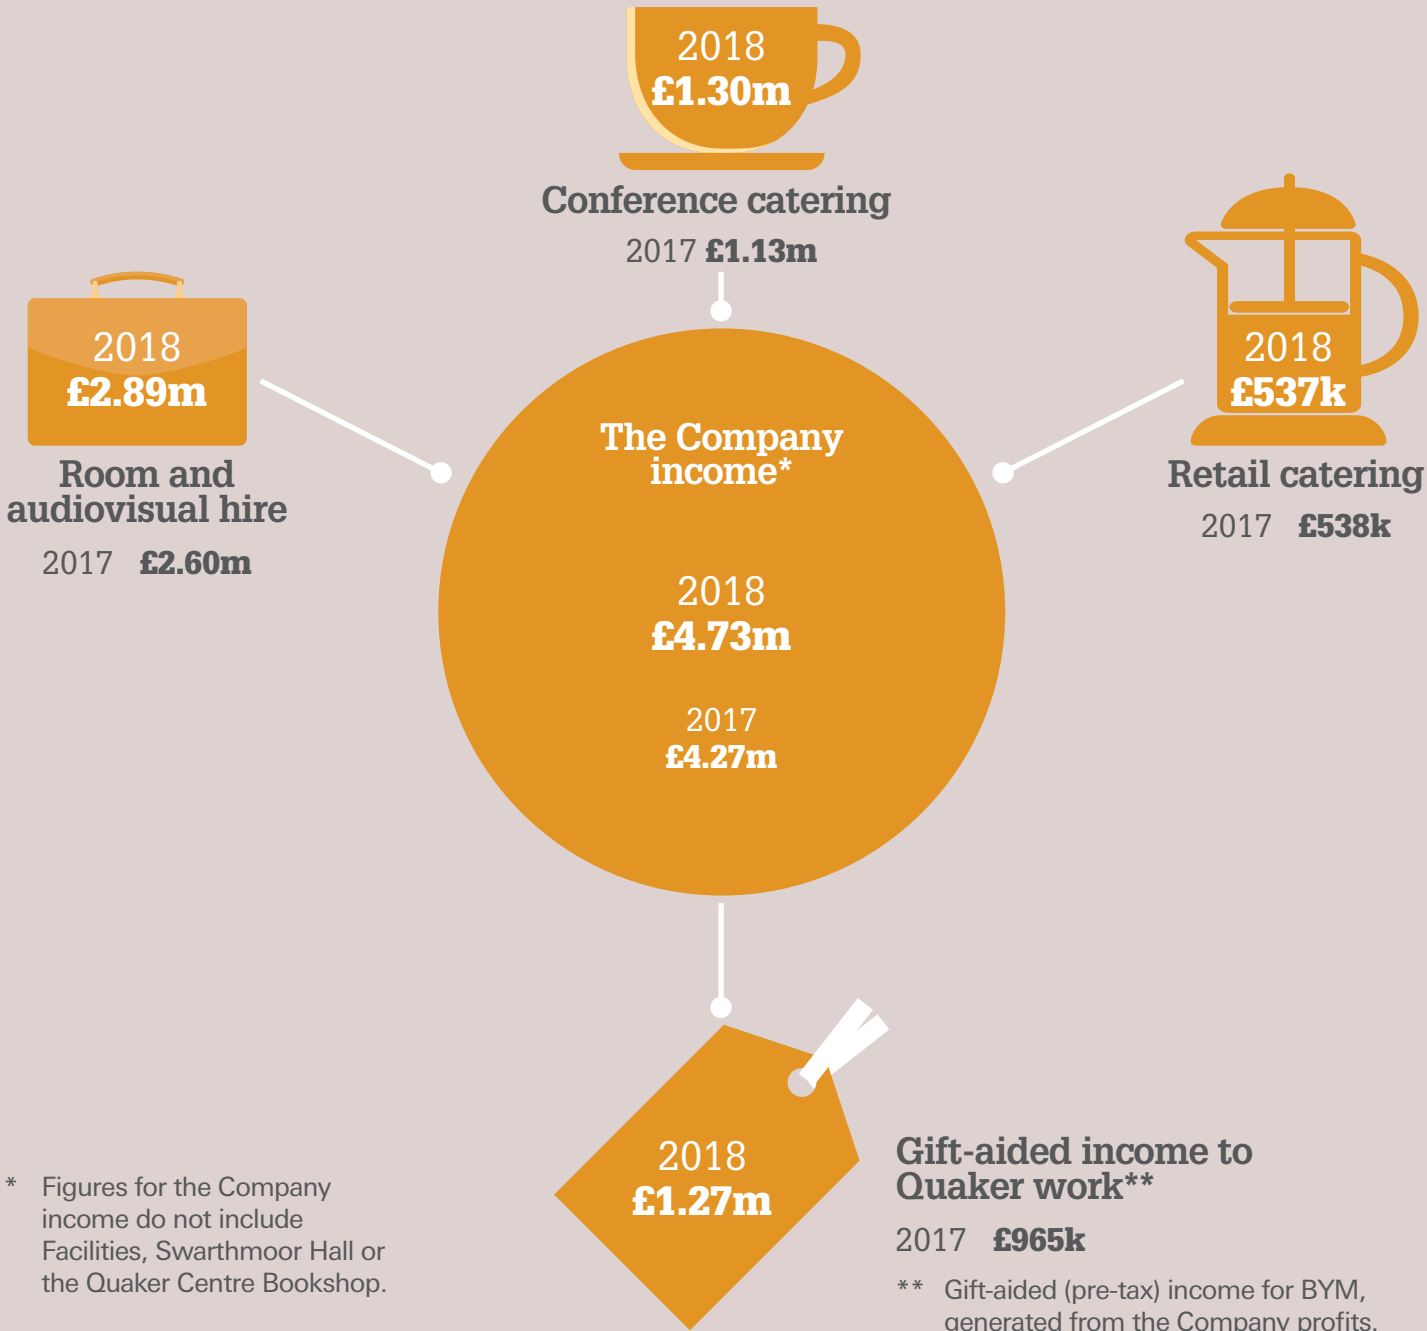 2018
£1.30m
Conference catering
2017 £1.13m
2018
£2.89m
Room and
audiovisual hire
2017 £2.60m
2018
£537k
Retail catering
2017 £538k
The Company
income*
2018
£4.73m
2017
£4.27m
2018
£1.27m
Gift-aided income to
Quaker work**
2017 £965k
** Gift-aided (pre-tax) income for BYM,
generated from the Company profits.
* Figures for the Company
income do not include
Facilities, Swarthmoor Hall or
the Quaker Centre Bookshop.